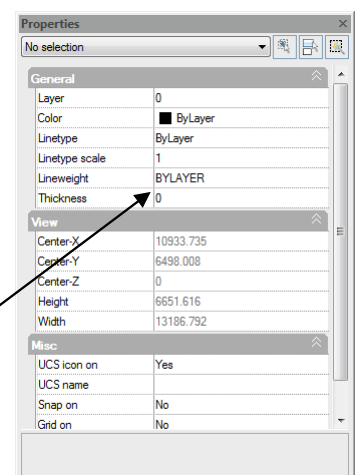 Properties
No selection
General
Layer 0
Color ByLayer
Linetype ByLayer
Linetype scale 1
Lineweight BYLAYER
Thickness 0
View
Center-X 10933.735
Center-Y 6498.008
Center-Z 0
Height 6651.616
Width 13186.792
Misc
UCS icon on Yes
UCS name
Snap on No
Grid on No